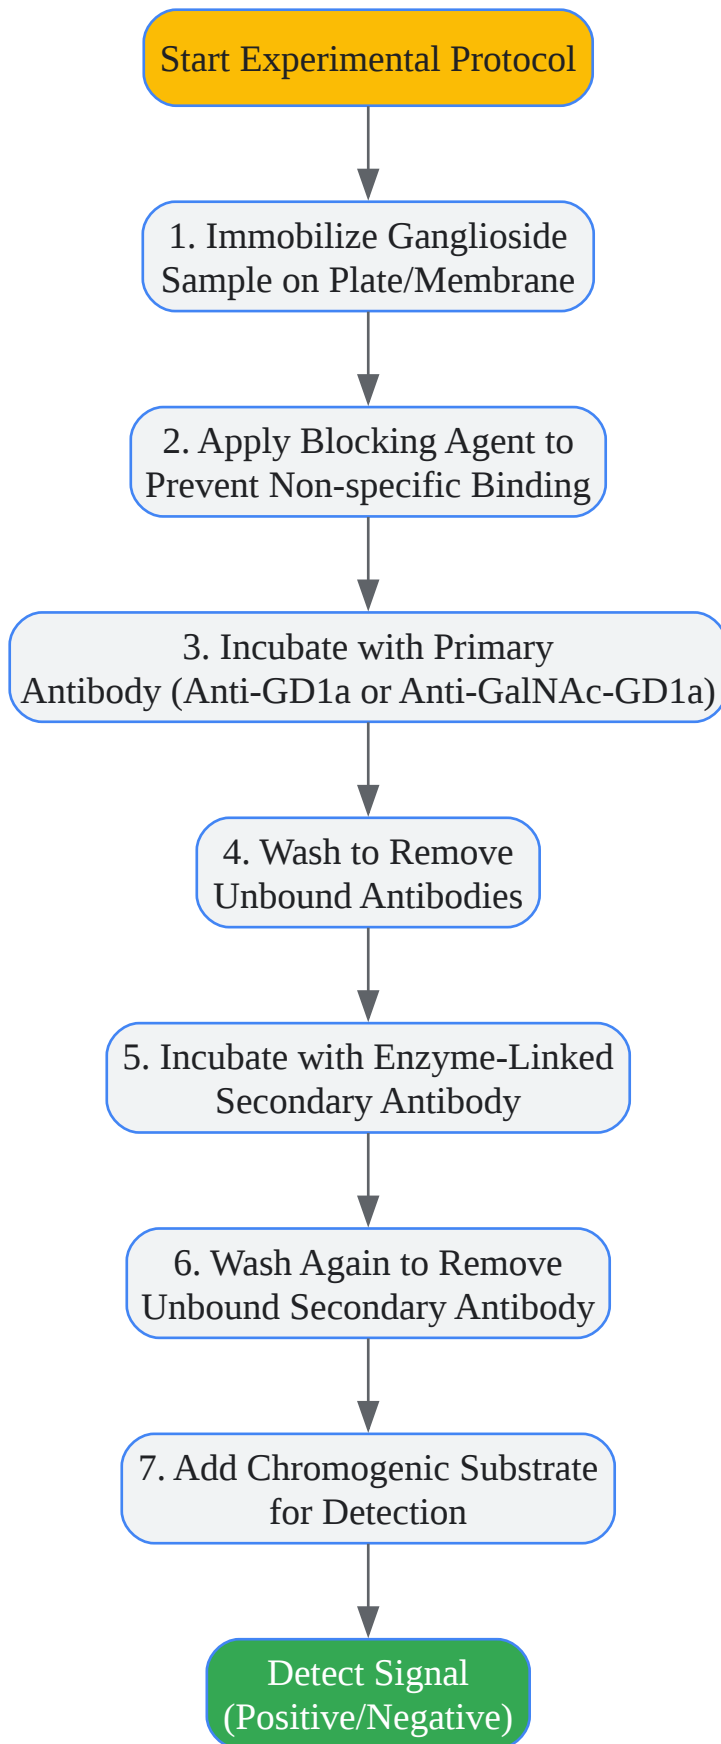 Start Experimental Protocol
1. Immobilize Ganglioside
Sample on Plate/Membrane
2. Apply Blocking Agent to
Prevent Non-specific Binding
3. Incubate with Primary
Antibody (Anti-GD1a or Anti-GalNAc-GD1a)
4. Wash to Remove
Unbound Antibodies
5. Incubate with Enzyme-Linked
Secondary Antibody
6. Wash Again to Remove
Unbound Secondary Antibody
7. Add Chromogenic Substrate
for Detection
Detect Signal
(Positive/Negative)